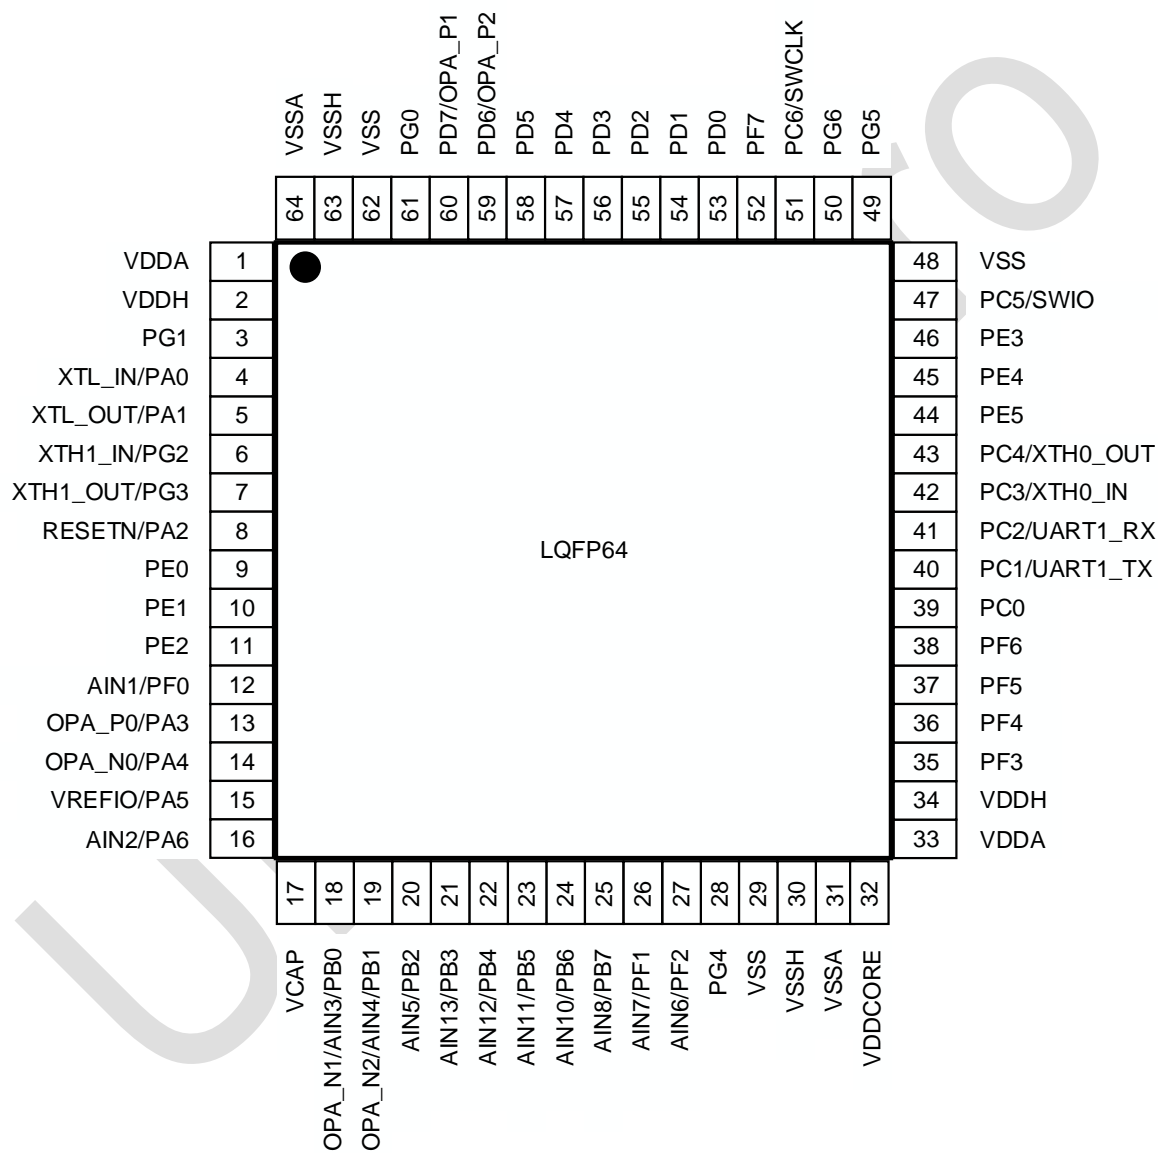 VSSA
VSSH
VSS
PG0
PD7/OPA_P1
PD6/OPA_P2
PD5
PD4
PD3
PD2
PD1
PD0
PF7
PC6/SWCLK
PG6
PG5
64
63
62
61
60
59
58
57
56
55
54
53
52
51
50
49
VDDA 1
VDDH 2
PG1 3
XTL_IN/PA0 4
XTL_OUT/PA1 5
XTH1_IN/PG2 6
XTH1_OUT/PG3 7
RESETN/PA2 8
PE0 9
PE1 10
PE2 11
AIN1/PF0 12
OPA_P0/PA3 13
OPA_N0/PA4 14
VREFIO/PA5 15
AIN2/PA6 16
LQFP64
48 VSS
47 PC5/SWIO
46 PE3
45 PE4
44 PE5
43 PC4/XTH0_OUT
42 PC3/XTH0_IN
41 PC2/UART1_RX
40 PC1/UART1_TX
39 PC0
38 PF6
37 PF5
36 PF4
35 PF3
34 VDDH
33 VDDA
17
18
19
20
21
22
23
24
25
26
27
28
29
30
31
32
VCAP
OPA_N1/AIN3/PB0
OPA_N2/AIN4/PB1
AIN5/PB2
AIN13/PB3
AIN12/PB4
AIN11/PB5
AIN10/PB6
AIN8/PB7
AIN7/PF1
AIN6/PF2
PG4
VSS
VSSH
VSSA
VDDCORE